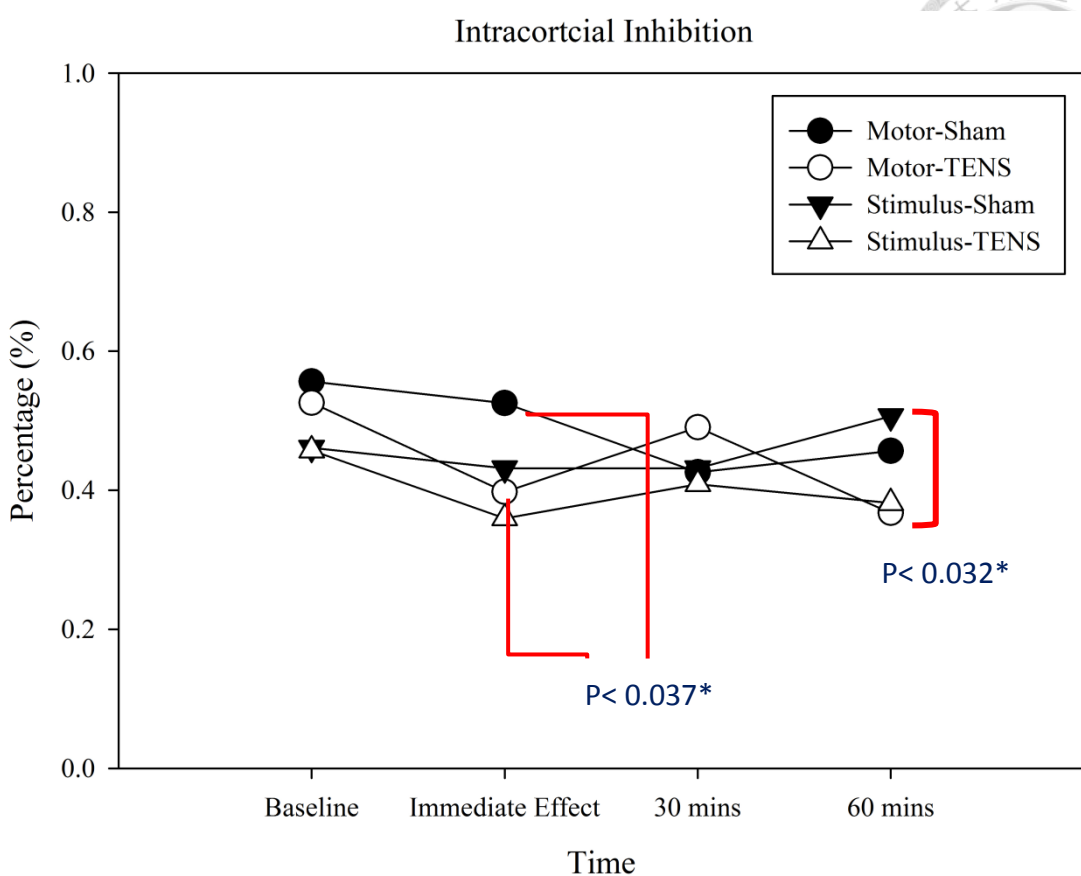 Intracortcial Inhibition
1.0
0.8
0.6
0.4
0.2
0.0
Percentage (%)
Motor-Sham
Motor-TENS
Stimulus-Sham
Stimulus-TENS
P< 0.032*
P< 0.037*
Baseline
Immediate Effect
30 mins
60 mins
Time